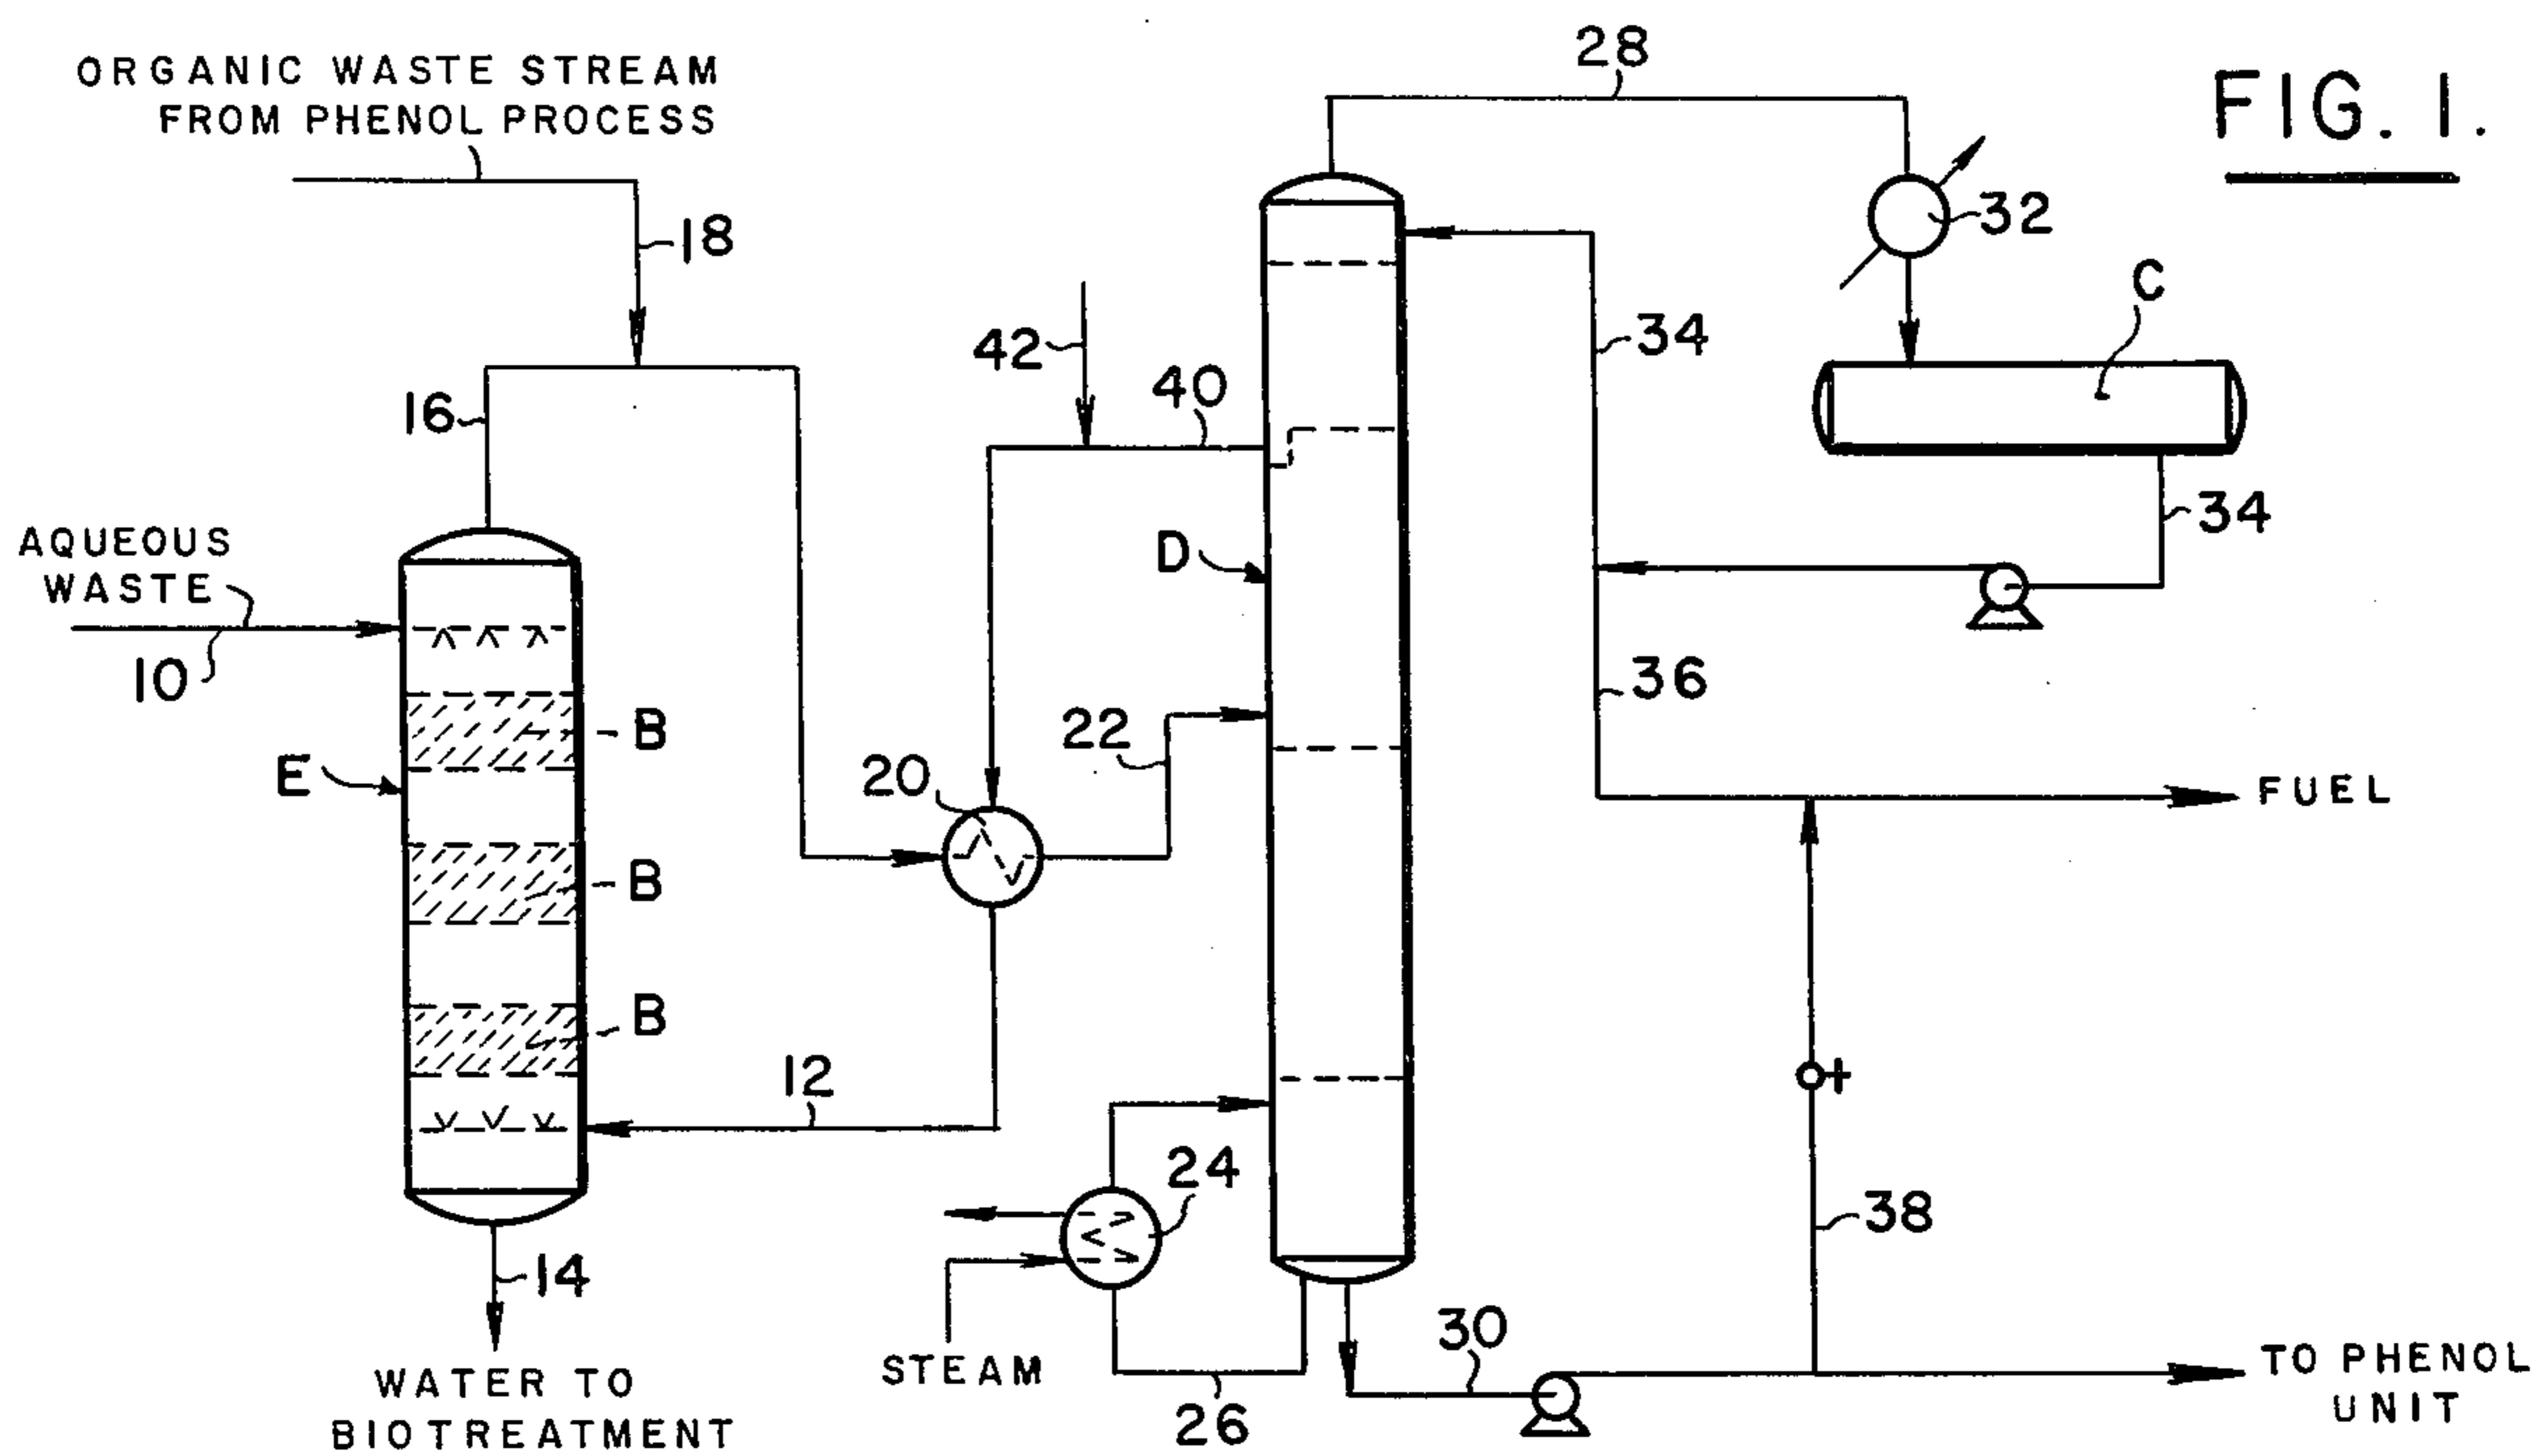 FIG. 1.
ORGANIC WASTE STREAM
FROM PHENOL PROCESS
28
18
32
C
42
40
34
16
34
AQUEOUS
WASTE
10
D
36
B
E
22
20
FUEL
B
B
12
24
38
14
30
STEAM
26
TO PHENOL
UNIT
WATER TO
BIOTREATMENT